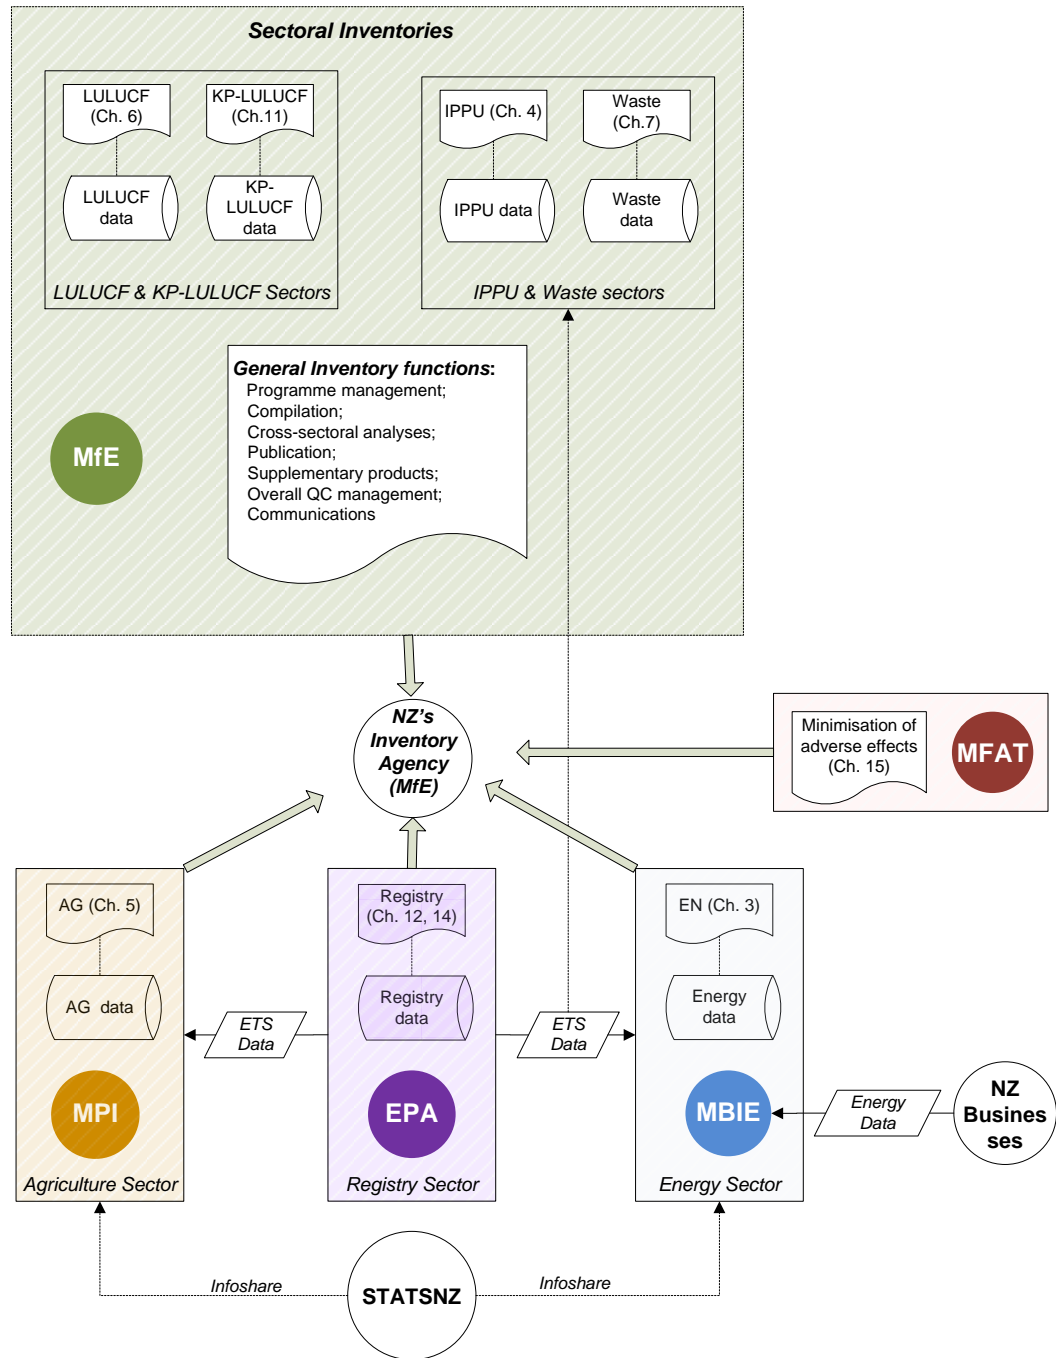 Sectoral Inventories
LULUCF
(Ch. 6)
KP-LULUCF
(Ch.11)
IPPU (Ch. 4)
Waste
(Ch.7)
LULUCF
data
KP-
LULUCF
data
IPPU data
Waste
data
LULUCF & KP-LULUCF Sectors
IPPU & Waste sectors
General Inventory functions:
Programme management;
Compilation;
Cross-sectoral analyses;
Publication;
Supplementary products;
Overall QC management;
Communications
MfE
NZ's
Inventory
Agency
(MfE)
Minimisation of
adverse effects
(Ch. 15)
MFAT
AG (Ch. 5)
Registry
(Ch. 12, 14)
EN (Ch. 3)
AG  data
Registry
data
Energy
data
ETS
Data
ETS
Data
MPI
EPA
MBIE
Energy
Data
NZ
Busines
ses
Agriculture Sector
Registry Sector
Energy Sector
Infoshare
STATSNZ
Infoshare